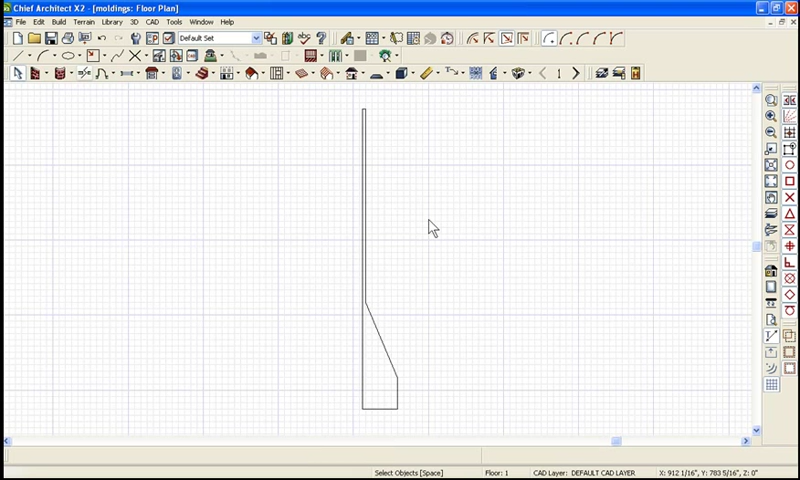 Chief Architect X2 - [moldings: Floor Plan]
File Edit Build Terrain Library 3D CAD Tools Window Help
Default Set
1
Select Objects [Space] Floor: 1 CAD Layer: DEFAULT CAD LAYER X: 912 1/16", Y: 783 5/16", Z: 0"